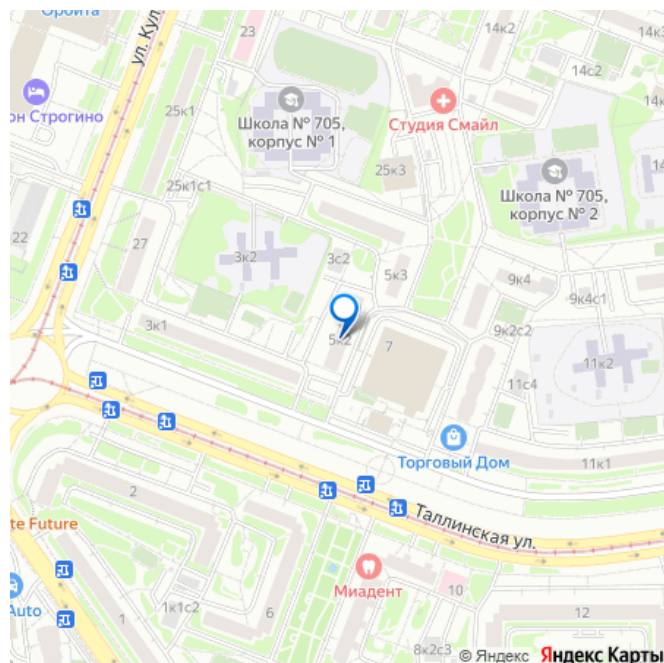 Орбита
ул. Кул
23
14к2
14с2
14к
он Строгино
25к1
Школа № 705,
корпус № 1
Студия Смайл
25к3
14
Школа № 705,
корпус № 2
25к1с1
22
27
3к2
3с2
5к3
9к4
9к4с1
3к1
5к2
7
9к2с2
11к2
11с4
Торговый Дом
11к1
2
te Future
Таллинская ул.
Миадент
10
Auto
1
1к1с2
6
12
8к2с3
© Яндекс Яндекс Карты